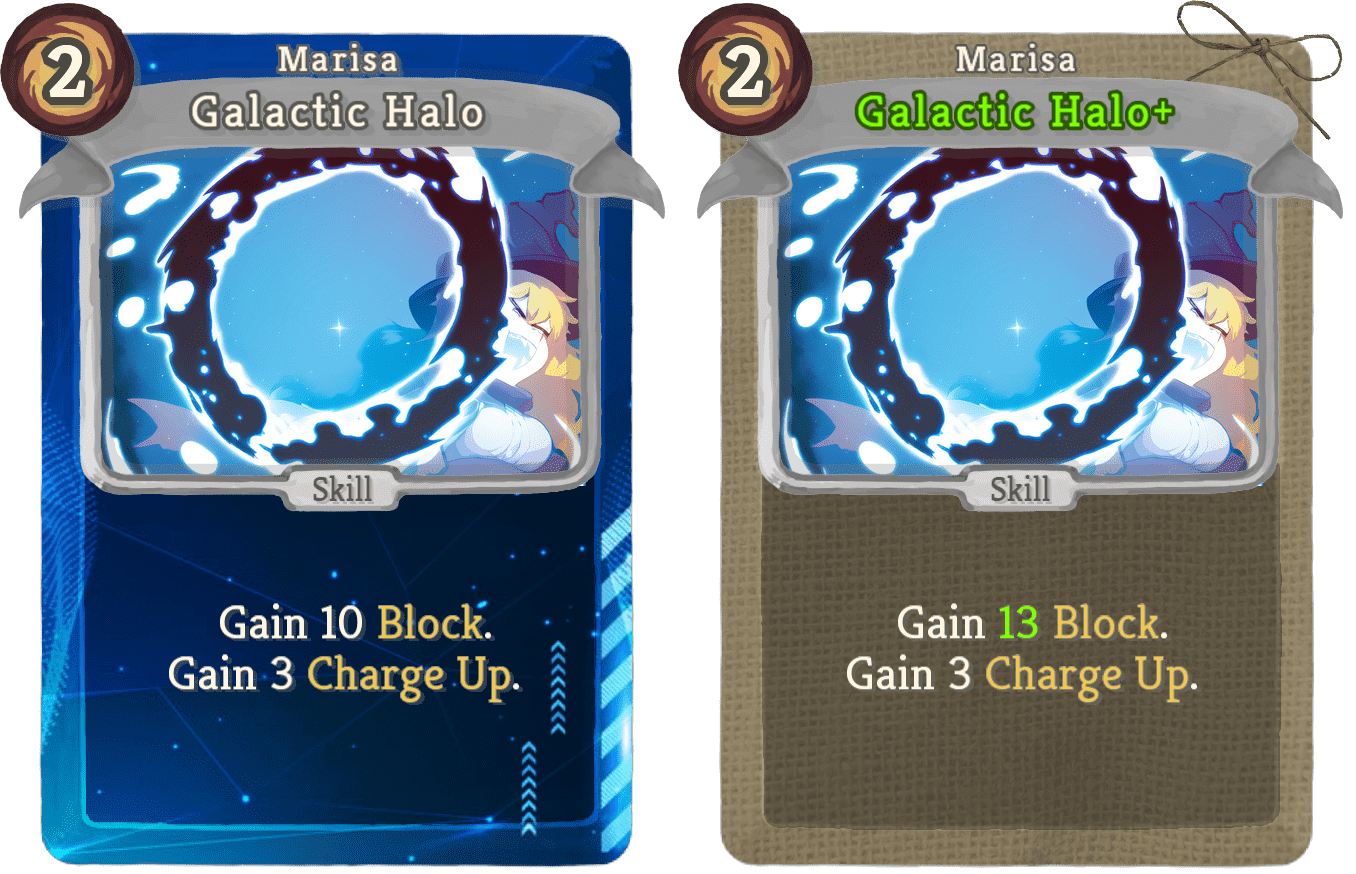 2
Marisa
Galactic Halo
Skill
Gain 10 Block.
Gain 3 Charge Up.
2
Marisa
Galactic Halo+
Skill
Gain 13 Block.
Gain 3 Charge Up.